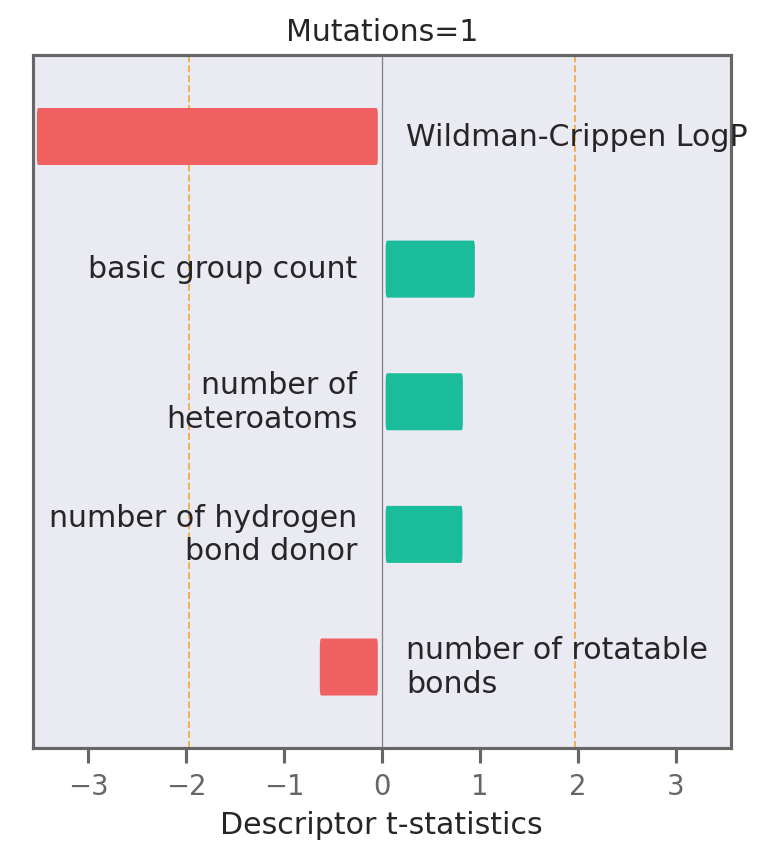 Mutations=1
Wildman-Crippen LogP
basic group count
number of
heteroatoms
number of hydrogen
bond donor
number of rotatable
bonds
−3 −2 −1 0 1 2 3
Descriptor t-statistics